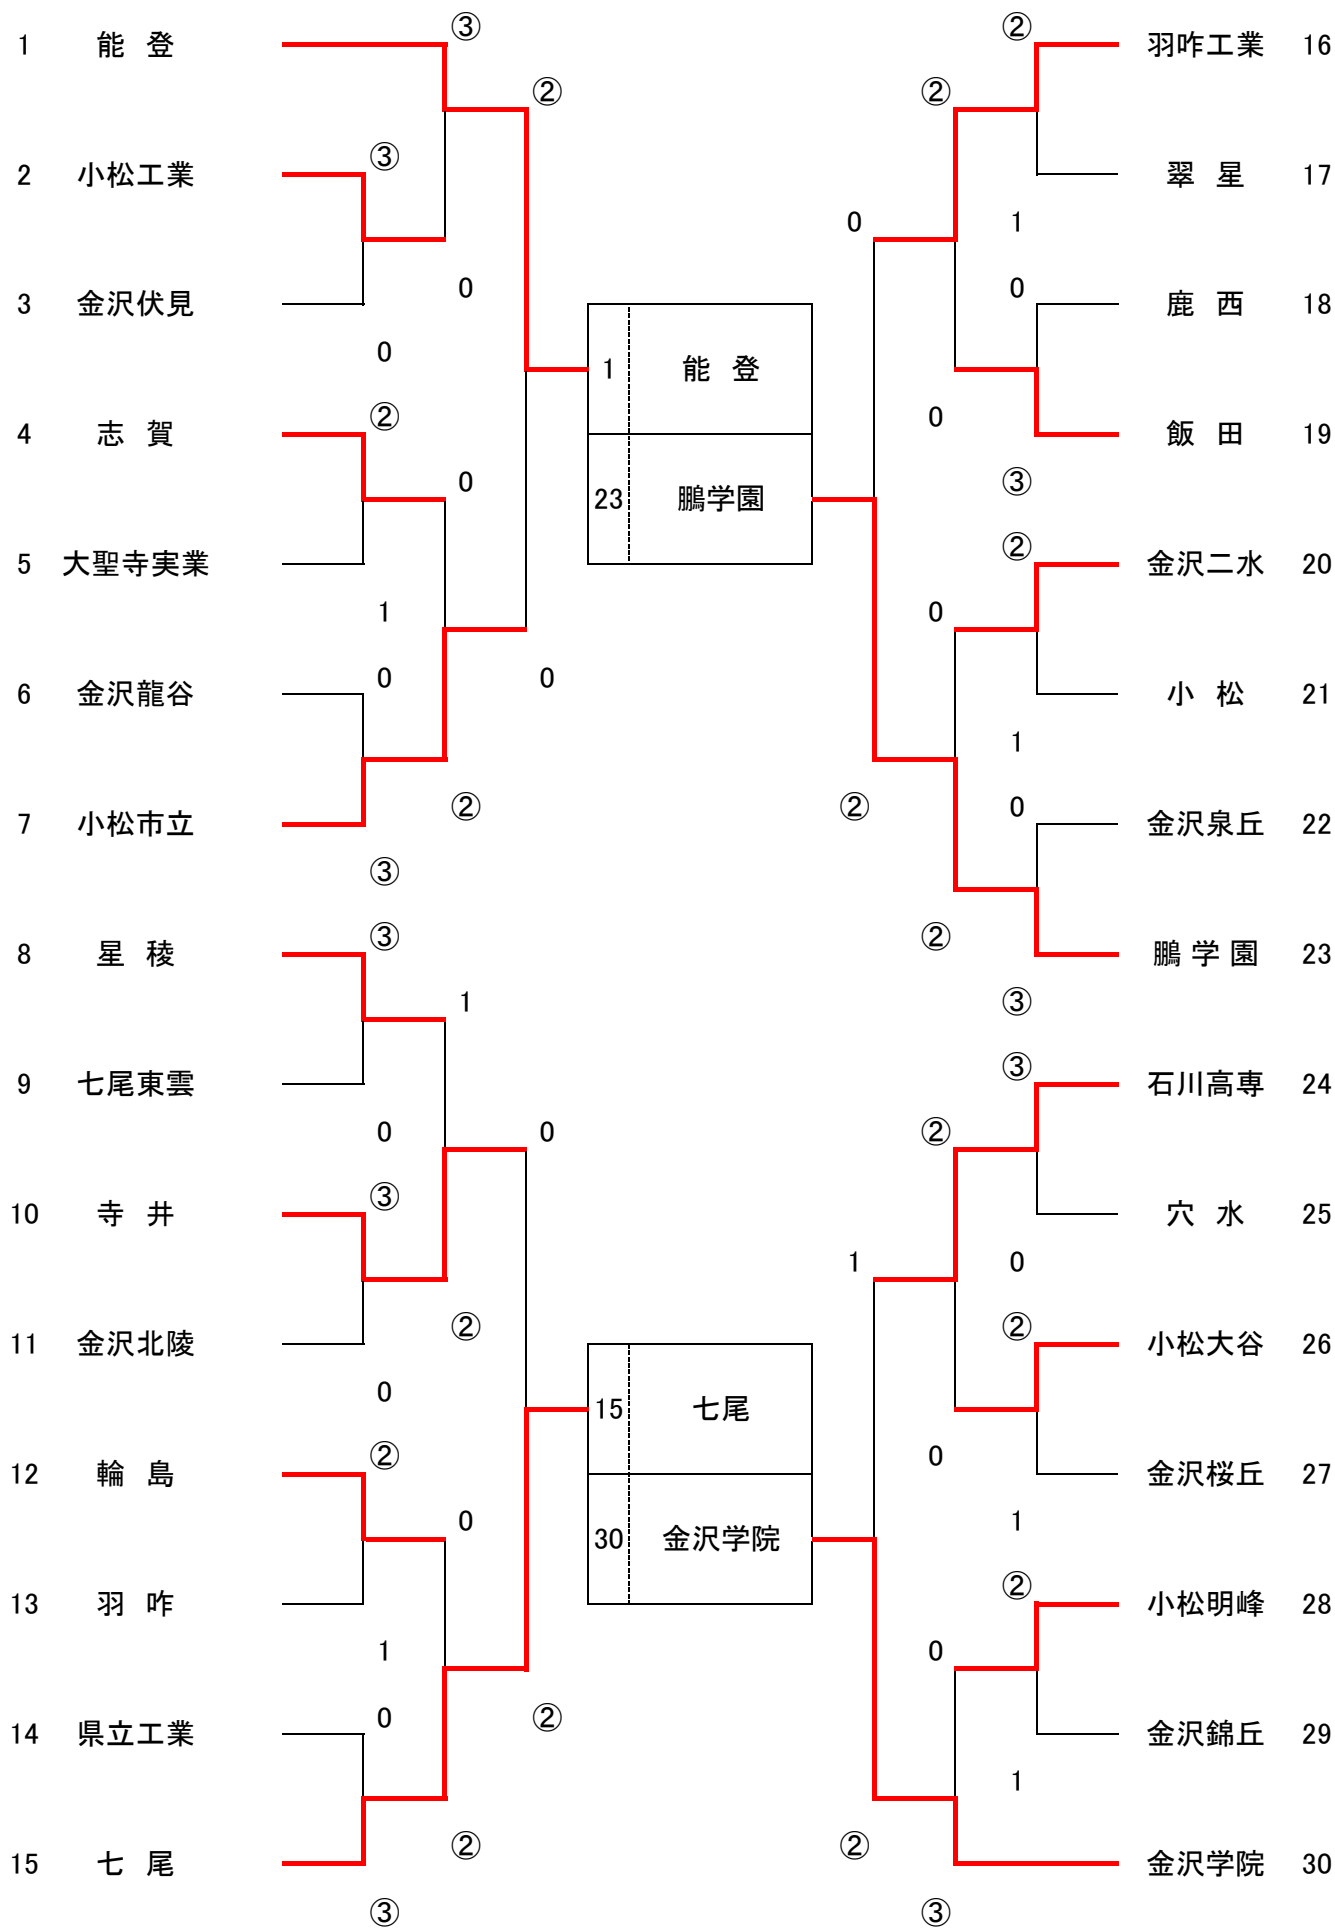 ③
②
1 能 登
羽咋工業 16
②
②
2 小松工業
③
翠 星 17
0
1
0
0
3 金沢伏見
鹿 西 18
0
1 能 登
②
0
4 志 賀
飯 田 19
0
③
23 鵬学園
②
5 大聖寺実業
金沢二水 20
1
0
0
0
6 金沢龍谷
小 松 21
1
②
②
0
7 小松市立
金沢泉丘 22
③
③
②
8 星 稜
鵬 学 園 23
1
③
③
9 七尾東雲
石川高専 24
0
0
②
③
10 寺 井
穴 水 25
1
0
②
②
11 金沢北陵
小松大谷 26
0
15 七尾
②
0
12 輪 島
金沢桜丘 27
0
1
30 金沢学院
②
13 羽 咋
小松明峰 28
1
0
0
②
14 県立工業
金沢錦丘 29
1
②
②
15 七 尾
金沢学院 30
③
③